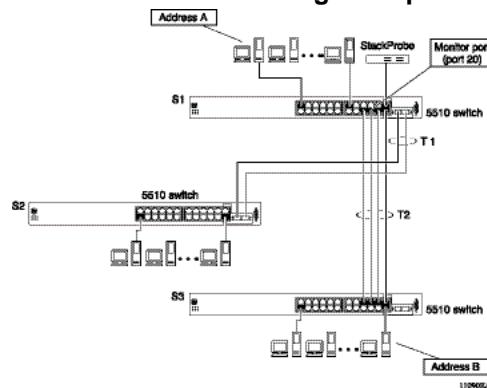 Address A
StackProbe
Monitor port
(port 20)
S1
5510 switch
T1
5510 switch
S2
T2
S3
5510 switch
Address B